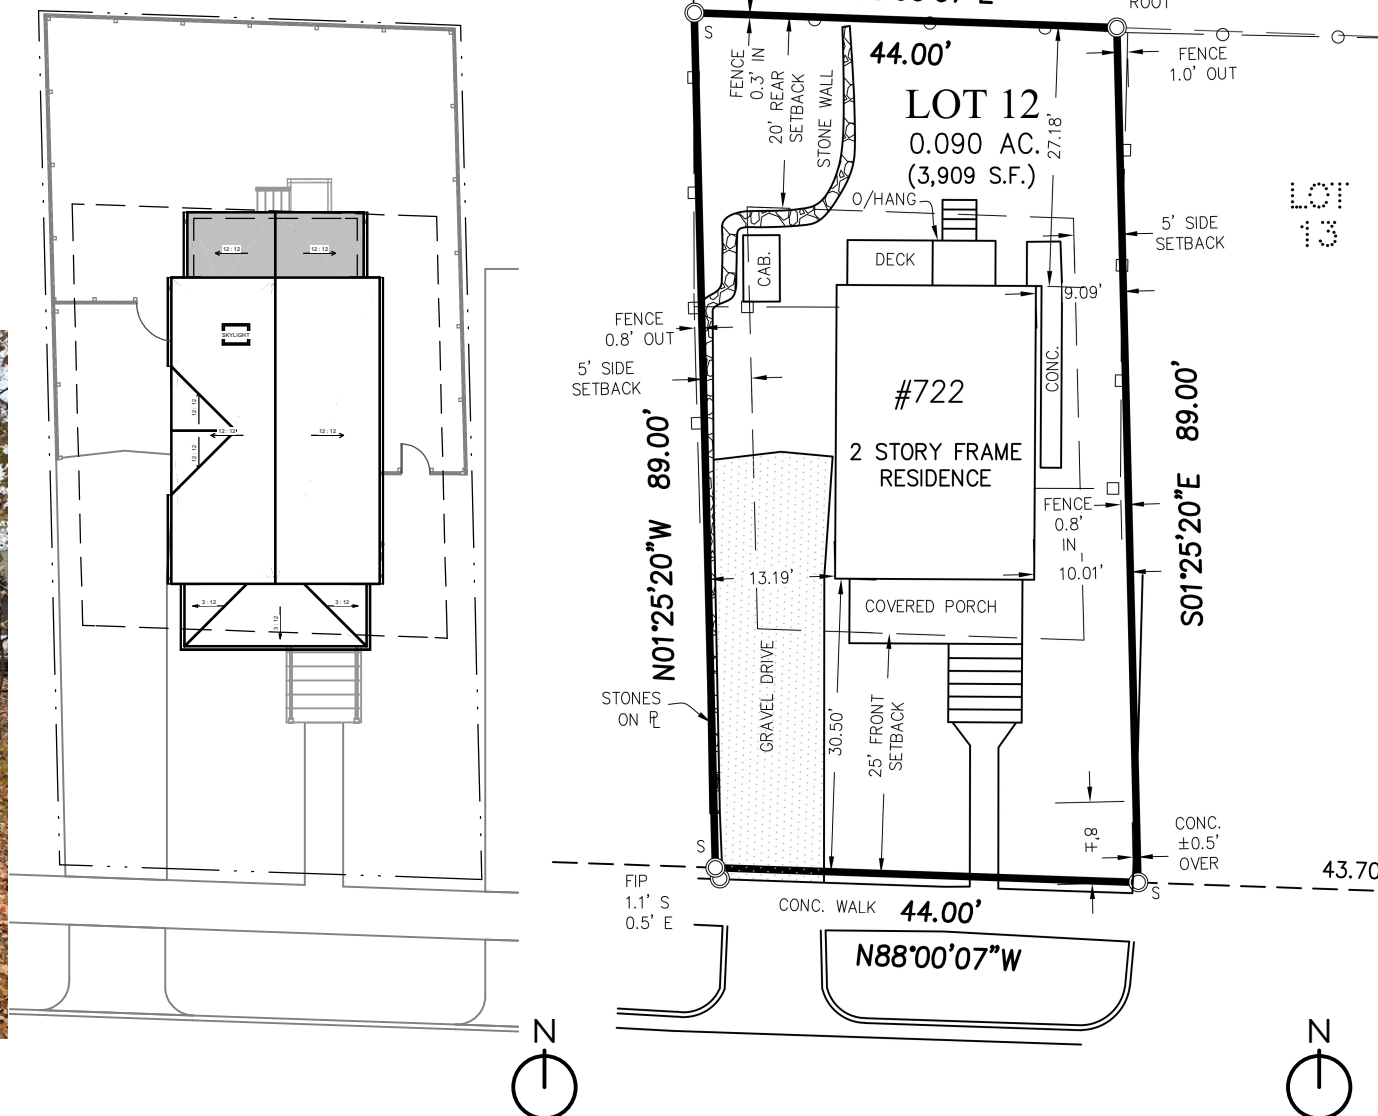 12 : 12
12 : 12
SKYLIGHT
12 : 12
12 : 12
12 : 12
12 : 12
3 : 12
3 : 12
3 : 12
N
ROOT
S
44.00'
FENCE
0.3' IN
20' REAR
SETBACK
STONE WALL
LOT 12
0.090 AC.
(3,909 S.F.)
27.18'
FENCE
1.0' OUT
LOT
13
O/HANG
5' SIDE
SETBACK
DECK
CAB.
9.09'
FENCE
0.8' OUT
5' SIDE
SETBACK
CONC.
#722
2 STORY FRAME
RESIDENCE
N01°25'20"W 89.00'
S01°25'20"E 89.00'
FENCE
0.8'
IN
10.01'
13.19'
COVERED PORCH
GRAVEL DRIVE
30.50'
25' FRONT
SETBACK
STONES
ON PL
8'±
CONC.
±0.5'
OVER
S
S
FIP
1.1' S
0.5' E
CONC. WALK
44.00'
N88°00'07"W
43.70
N